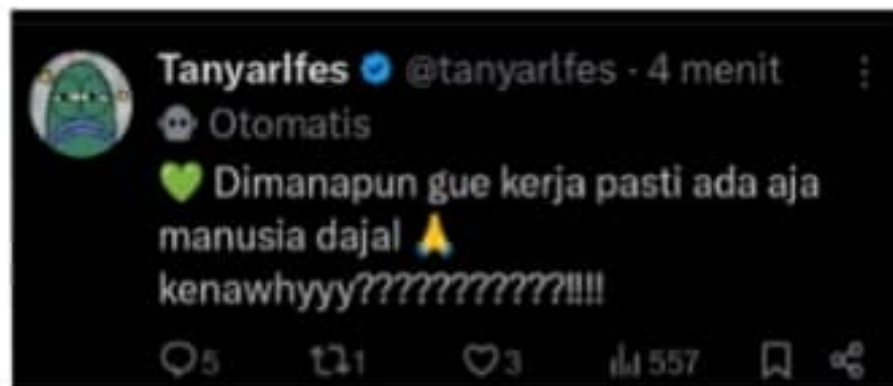 Tanyarlfes @tanyarlfes · 4 menit
Otomatis
💚 Dimanapun gue kerja pasti ada aja
manusia dajal 🙏
kenawhyyy???????????!!!!
5 1 3 557